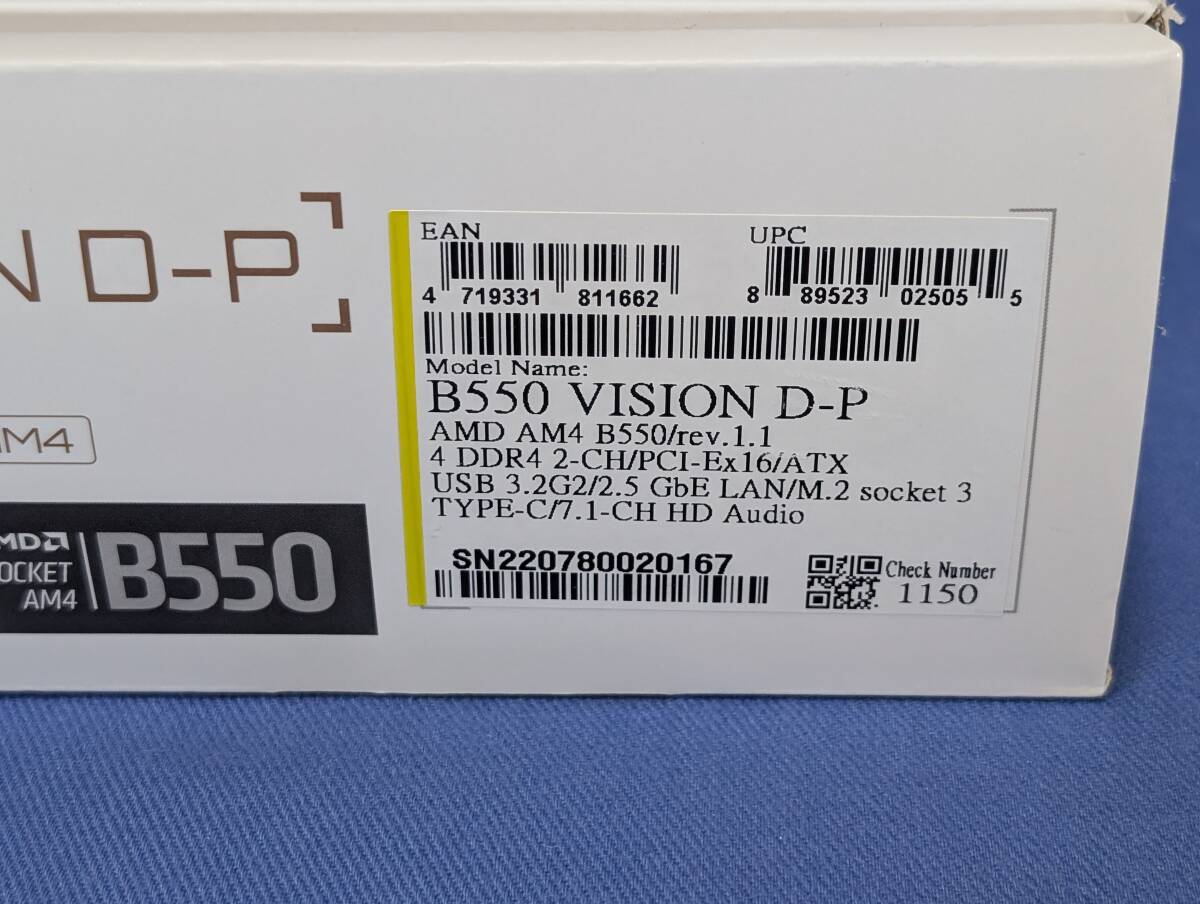 N D-P
AM4
AMD
SOCKET
AM4
B550
EAN
4 719331 811662
UPC
8 89523 02505 5
Model Name:
B550 VISION D-P
AMD AM4 B550/rev.1.1
4 DDR4 2-CH/PCI-Ex16/ATX
USB 3.2G2/2.5 GbE LAN/M.2 socket 3
TYPE-C/7.1-CH HD Audio
SN220780020167
Check Number
1150